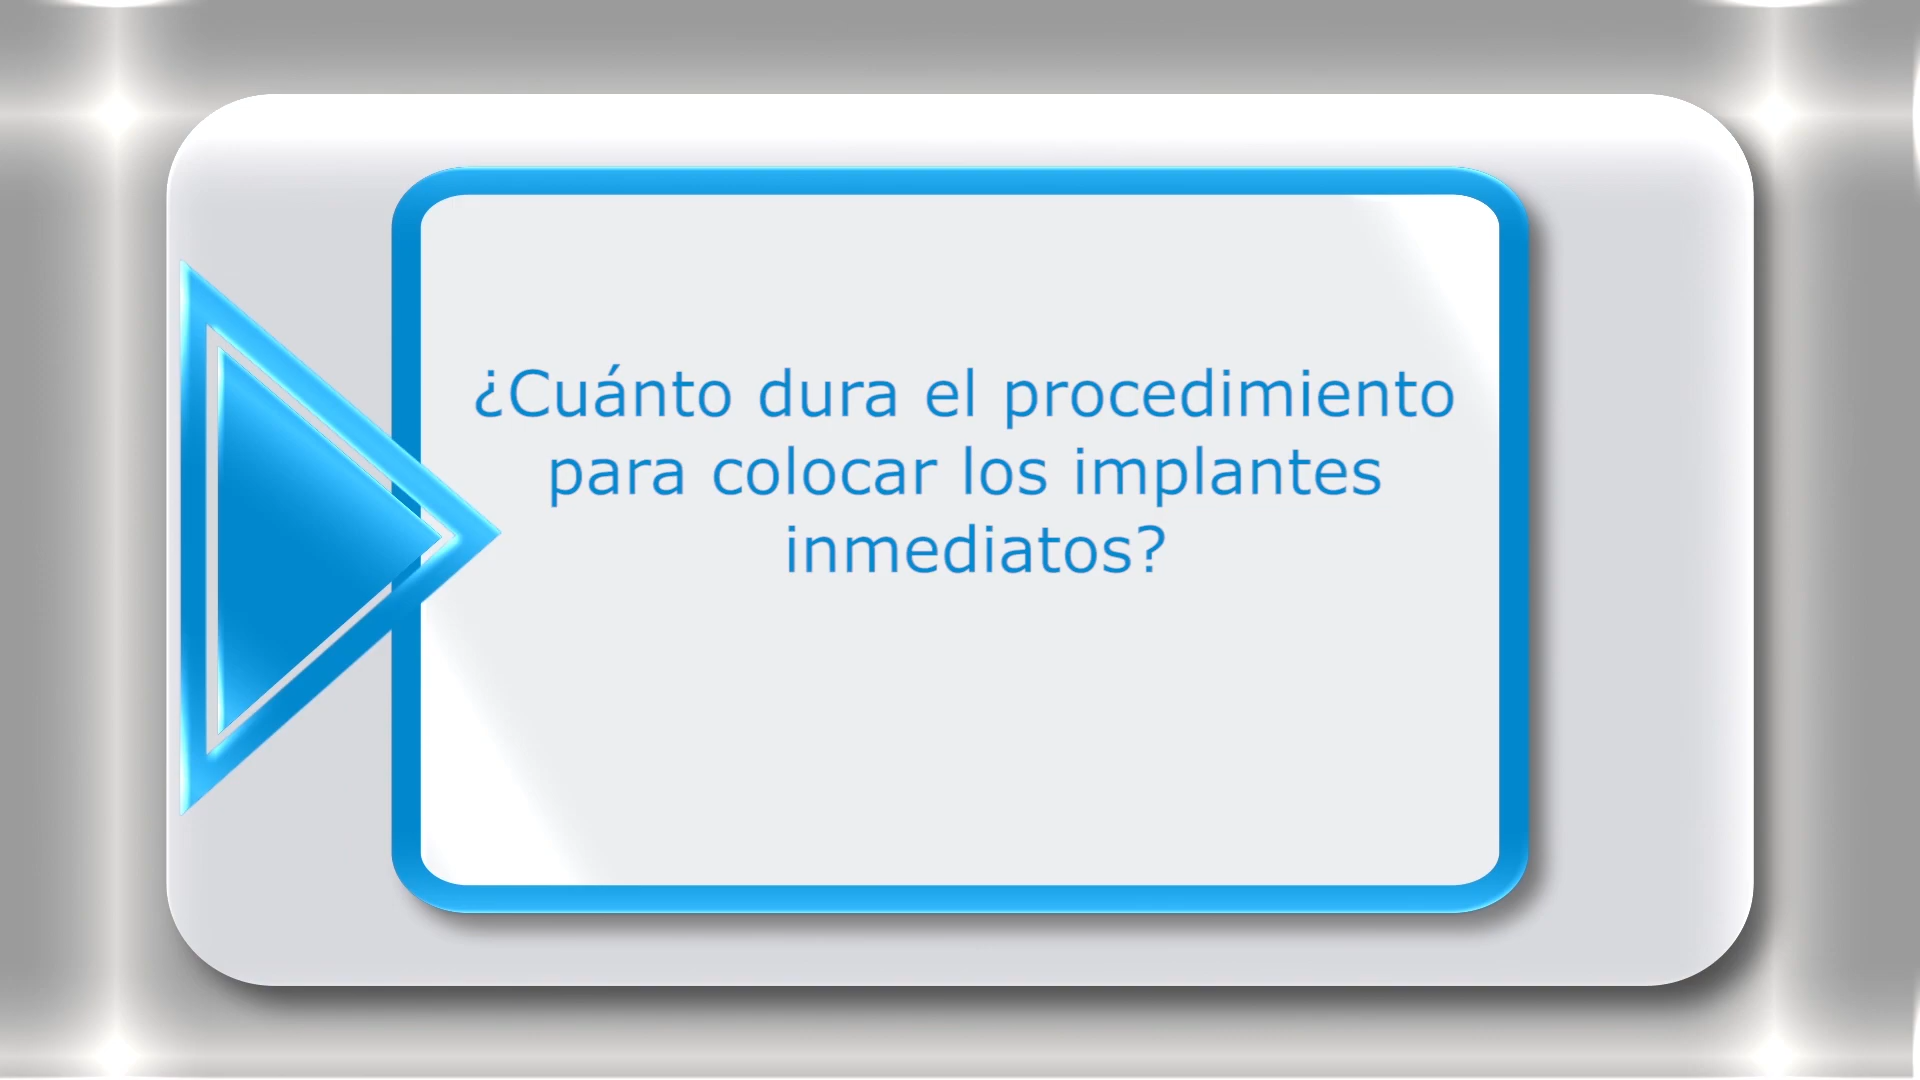 ¿Cuánto dura el procedimiento
para colocar los implantes
inmediatos?